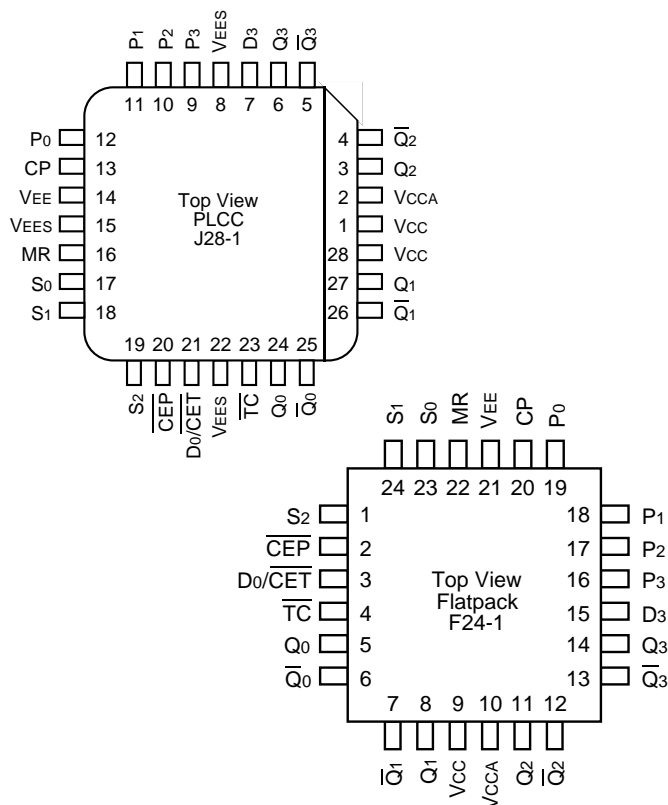 P1 P2 P3 VEES D3 Q3 Q̅3
11 10 9 8 7 6 5
P0 12
CP 13
VEE 14
VEES 15
MR 16
S0 17
S1 18
Top View
PLCC
J28-1
4 Q̅2
3 Q2
2 VCCA
1 VCC
28 VCC
27 Q1
26 Q̅1
19 20 21 22 23 24 25
S2 C̅E̅P̅ D0/C̅E̅T̅ VEES T̅C̅ Q0 Q̅0
S1 S0 MR VEE CP P0
24 23 22 21 20 19
S2 1
C̅E̅P̅ 2
D0/C̅E̅T̅ 3
T̅C̅ 4
Q0 5
Q̅0 6
Top View
Flatpack
F24-1
18 P1
17 P2
16 P3
15 D3
14 Q3
13 Q̅3
7 8 9 10 11 12
Q̅1 Q1 VCC VCCA Q2 Q̅2